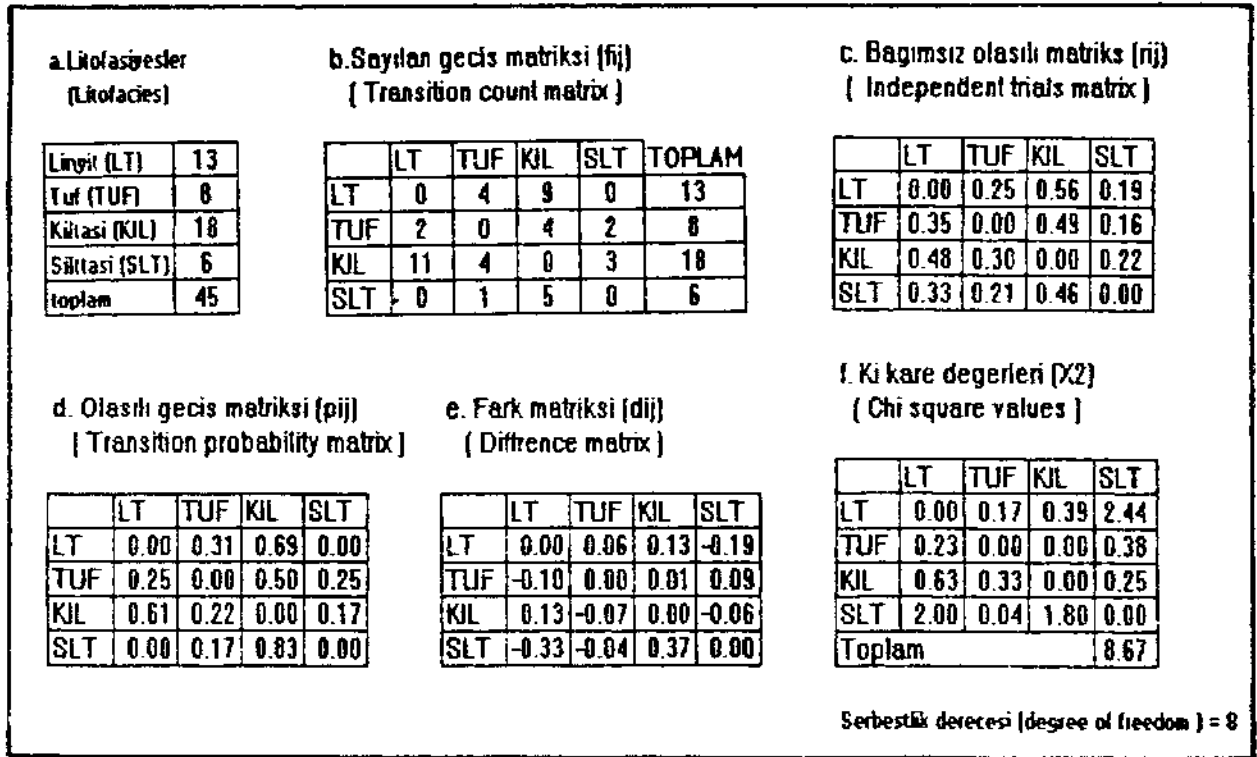 a.Litofasiyesler
(Litofacies)
Linyit (LT) 13
Tuf (TUF) 8
Kiltasi (KIL) 18
Silttasi (SLT) 6
toplam 45
b.Sayılan gecis matriksi (fij)
( Transition count matrix )
LT TUF KIL SLT TOPLAM
LT 0 4 9 0 13
TUF 2 0 4 2 8
KIL 11 4 0 3 18
SLT 0 1 5 0 6
c. Bagımsız olasılı matriks (rij)
( Independent trials matrix )
LT TUF KIL SLT
LT 0.00 0.25 0.56 0.19
TUF 0.35 0.00 0.49 0.16
KIL 0.48 0.30 0.00 0.22
SLT 0.33 0.21 0.46 0.00
d. Olasılı gecis matriksi (pij)
( Transition probability matrix )
LT TUF KIL SLT
LT 0.00 0.31 0.69 0.00
TUF 0.25 0.00 0.50 0.25
KIL 0.61 0.22 0.00 0.17
SLT 0.00 0.17 0.83 0.00
e. Fark matriksi (dij)
( Diffrence matrix )
LT TUF KIL SLT
LT 0.00 0.06 0.13 -0.19
TUF -0.10 0.00 0.01 0.09
KIL 0.13 -0.07 0.00 -0.06
SLT -0.33 -0.04 0.37 0.00
f. Ki kare degerleri (X2)
( Chi square values )
LT TUF KIL SLT
LT 0.00 0.17 0.39 2.44
TUF 0.23 0.00 0.00 0.38
KIL 0.63 0.33 0.00 0.25
SLT 2.00 0.04 1.80 0.00
Toplam 8.67
Serbestlik derecesi (degree of freedom ) = 8